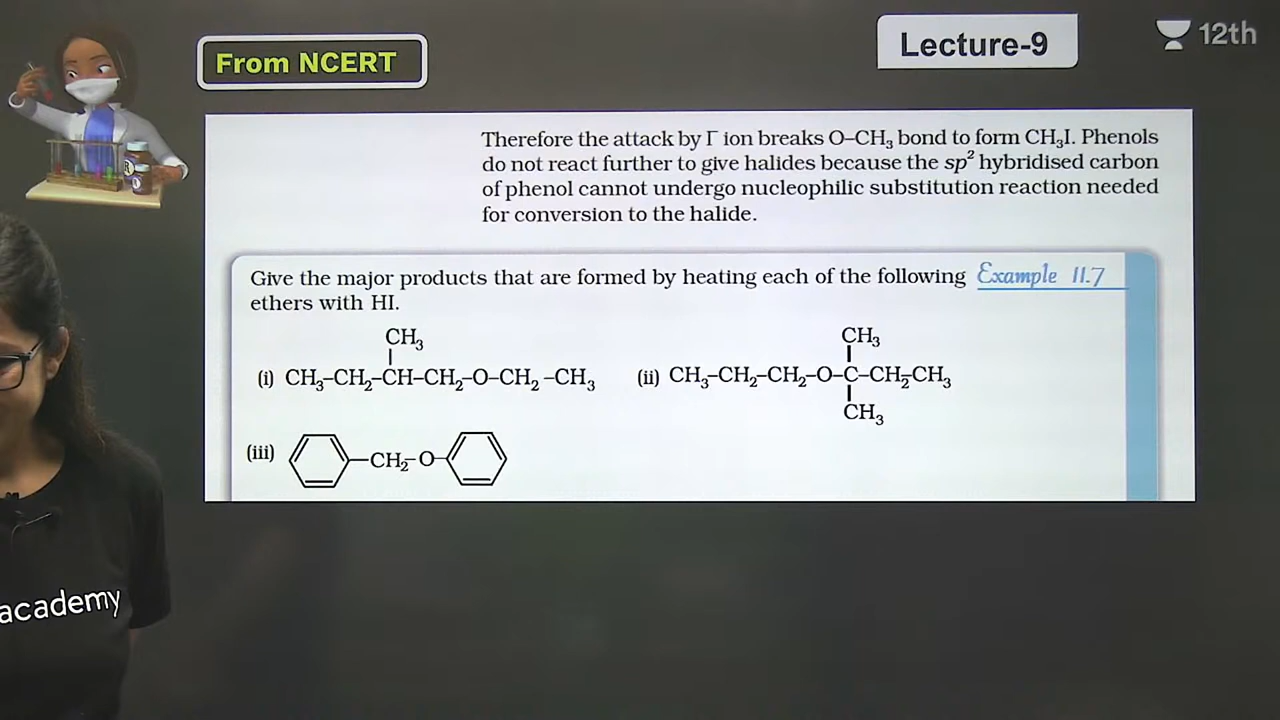 From NCERT
Lecture-9
12th
Therefore the attack by I⁻ ion breaks O–CH₃ bond to form CH₃I. Phenols
do not react further to give halides because the sp² hybridised carbon
of phenol cannot undergo nucleophilic substitution reaction needed
for conversion to the halide.
Give the major products that are formed by heating each of the following Example 11.7
ethers with HI.
CH₃
(i) CH₃–CH₂–CH–CH₂–O–CH₂–CH₃
CH₃
(ii) CH₃–CH₂–CH₂–O–C–CH₂–CH₃
CH₃
(iii) –CH₂–O–
academy